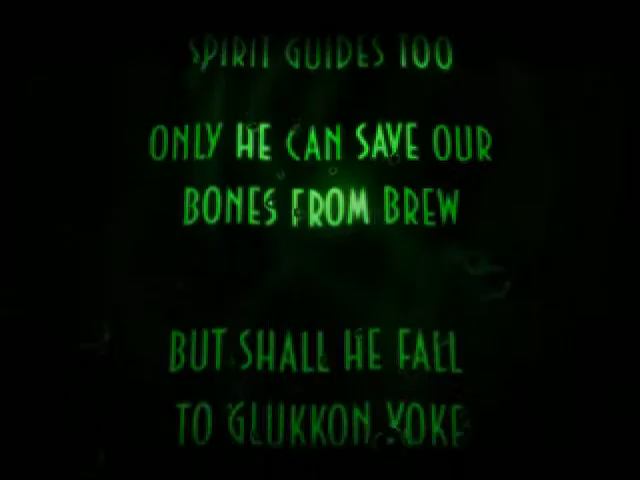 SPIRIT GUIDES TOO
ONLY HE CAN SAVE OUR
BONES FROM BREW
BUT SHALL HE FALL
TO GLUKKON YOKE